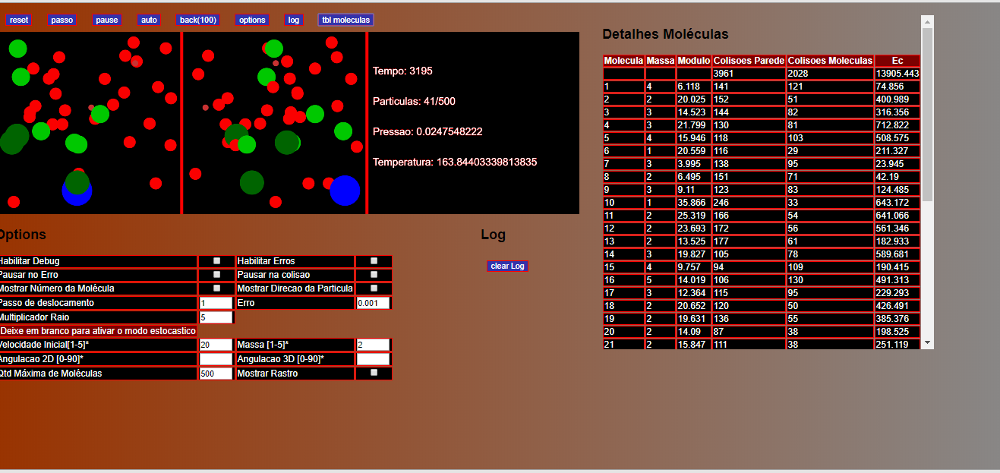 reset passo pause auto back(100) options log tbl moleculas
Tempo: 3195
Particulas: 41/500
Pressao: 0.0247548222
Temperatura: 163.84403339813835
Detalhes Moléculas
Molecula Massa Modulo Colisoes Parede Colisoes Moleculas Ec
3961 2028 13905.443
1 4 6.118 141 121 74.856
2 2 20.025 152 51 400.989
3 3 14.523 144 82 316.356
4 3 21.799 130 81 712.822
5 4 15.946 118 103 508.575
6 1 20.559 116 29 211.327
7 3 3.995 138 95 23.945
8 2 6.495 151 71 42.19
9 3 9.11 123 83 124.485
10 1 35.866 246 33 643.172
11 2 25.319 166 54 641.066
12 2 23.693 172 56 561.346
13 2 13.525 177 61 182.933
14 3 19.827 105 78 589.681
15 4 9.757 94 109 190.415
16 5 14.019 106 130 491.313
17 3 12.364 115 95 229.293
18 2 20.652 120 50 426.491
19 2 19.631 136 55 385.376
20 2 14.09 87 38 198.525
21 2 15.847 111 38 251.119
Options
Habilitar Debug Habilitar Erros
Pausar no Erro Pausar na colisao
Mostrar Número da Molécula Mostrar Direcao da Particula
Passo de deslocamento 1 Erro 0.001
Multiplicador Raio 5
Deixe em branco para ativar o modo estocastico
Velocidade Inicial[1-5]* 20 Massa [1-5]* 2
Angulacao 2D [0-90]* Angulacao 3D [0-90]*
Qtd Máxima de Moléculas 500 Mostrar Rastro
Log
clear Log